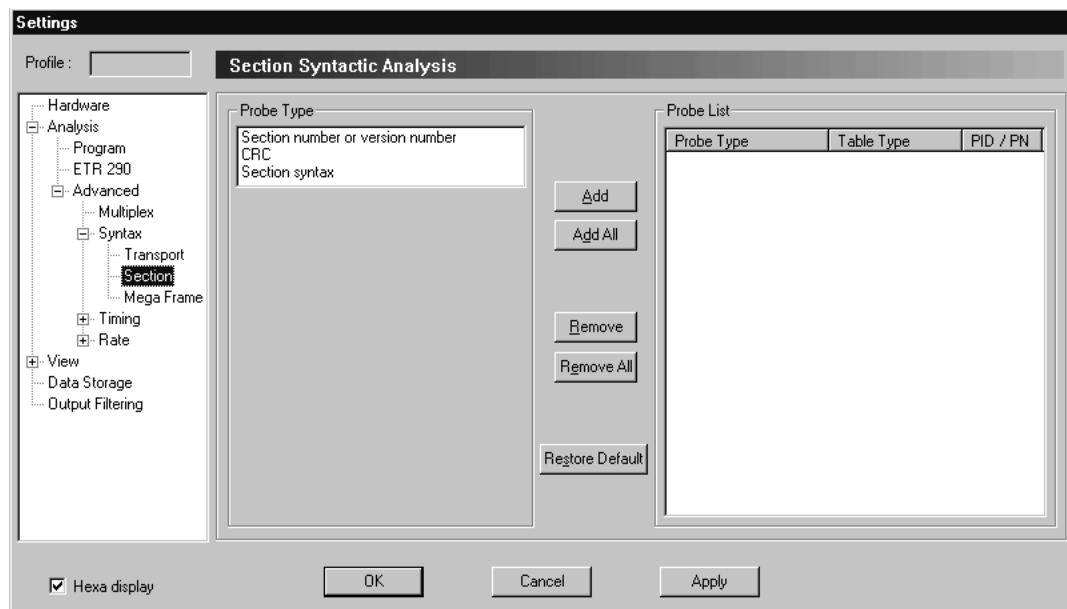 Settings
Profile :
Section Syntactic Analysis
Hardware
Analysis
Program
ETR 290
Advanced
Multiplex
Syntax
Transport
Section
Mega Frame
Timing
Rate
View
Data Storage
Output Filtering
Probe Type
Section number or version number
CRC
Section syntax
Add
Add All
Remove
Remove All
Restore Default
Probe List
Probe Type Table Type PID / PN
Hexa display
OK Cancel Apply